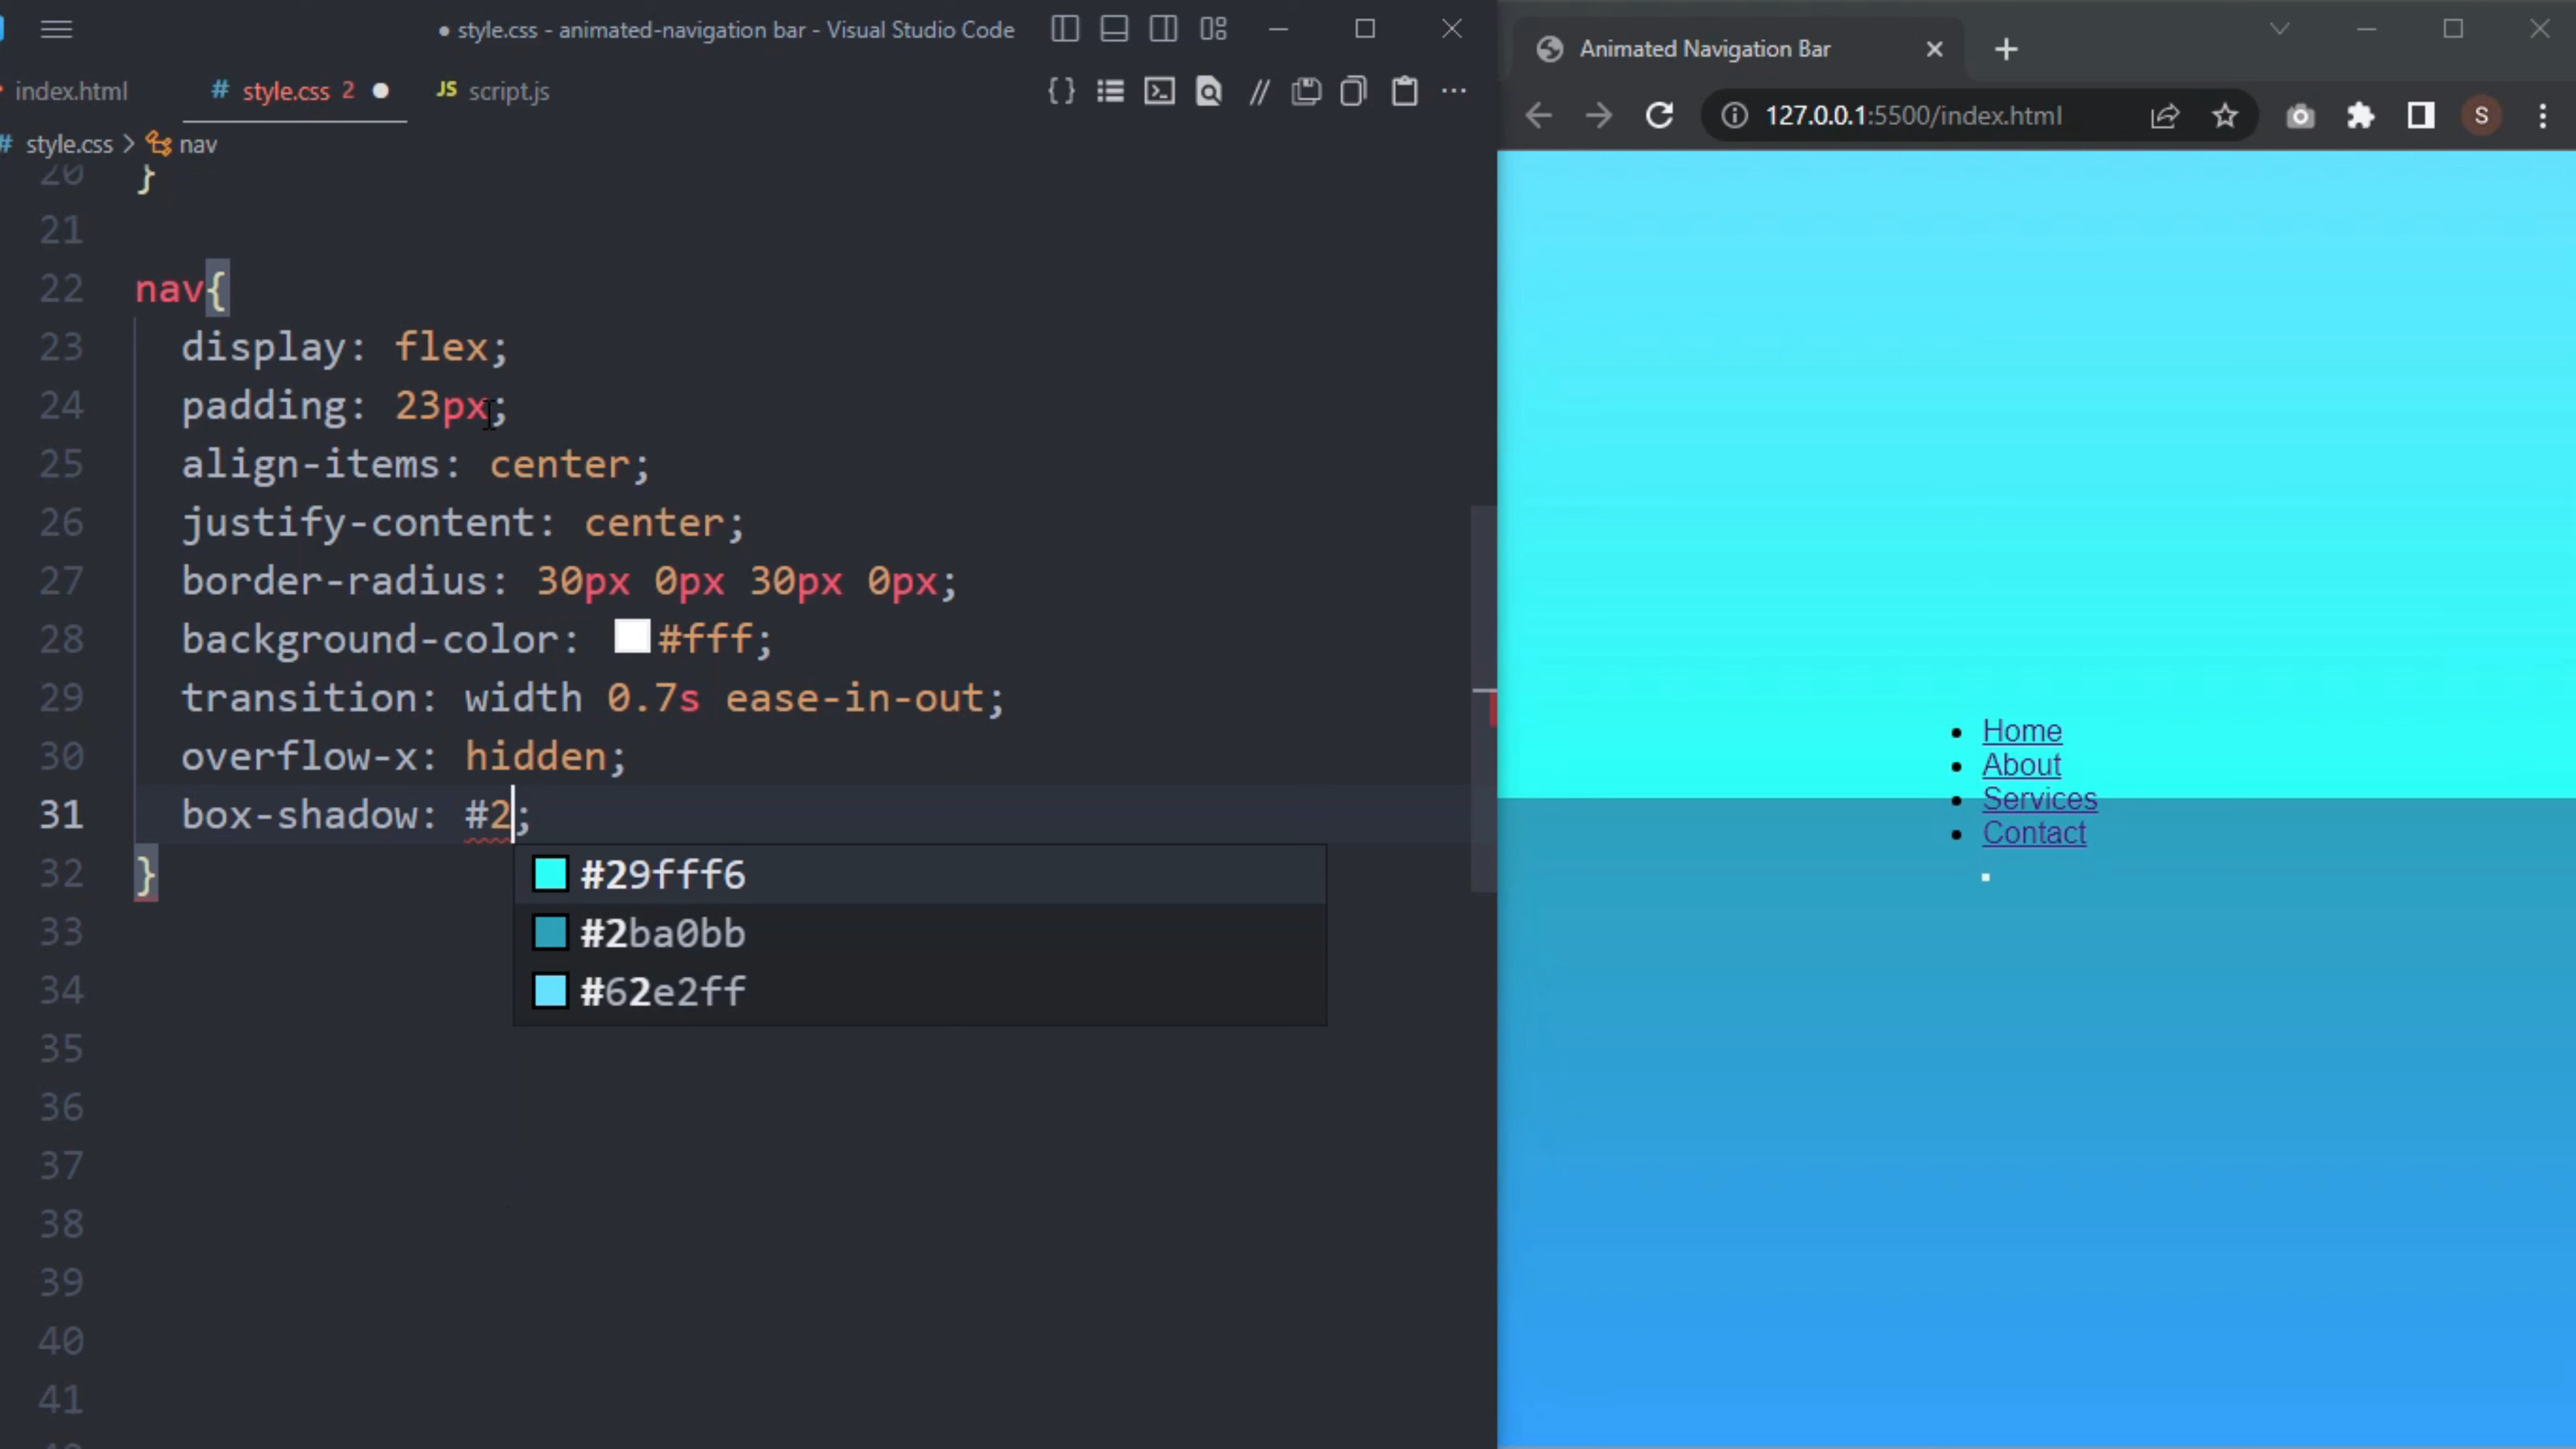 ● style.css - animated-navigation bar - Visual Studio Code
index.html
# style.css 2 ●
JS script.js
# style.css > nav
20 }
21
22 nav{
23 display: flex;
24 padding: 23px;
25 align-items: center;
26 justify-content: center;
27 border-radius: 30px 0px 30px 0px;
28 background-color: #fff;
29 transition: width 0.7s ease-in-out;
30 overflow-x: hidden;
31 box-shadow: #2;
#29fff6
#2ba0bb
#62e2ff
32 }
33
34
35
36
37
38
39
40
41
Animated Navigation Bar
127.0.0.1:5500/index.html
S
• Home
• About
• Services
• Contact